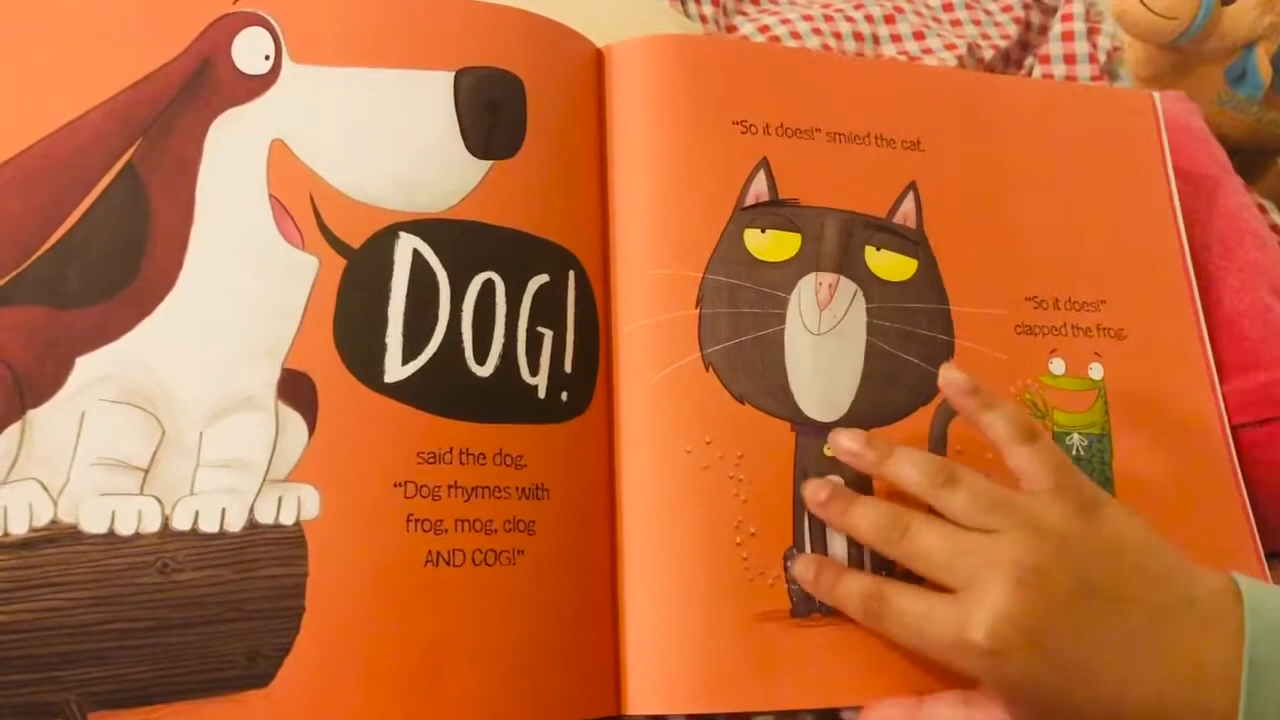 DOG!
said the dog.
“Dog rhymes with
frog, mog, clog
AND COG!”
“So it does!” smiled the cat.
“So it does!”
clapped the frog.